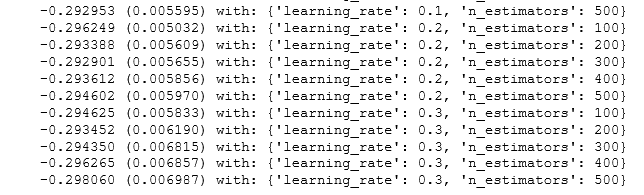 -0.292953 (0.005595) with: {'learning_rate': 0.1, 'n_estimators': 500}
-0.296249 (0.005032) with: {'learning_rate': 0.2, 'n_estimators': 100}
-0.293388 (0.005609) with: {'learning_rate': 0.2, 'n_estimators': 200}
-0.292901 (0.005655) with: {'learning_rate': 0.2, 'n_estimators': 300}
-0.293612 (0.005856) with: {'learning_rate': 0.2, 'n_estimators': 400}
-0.294602 (0.005970) with: {'learning_rate': 0.2, 'n_estimators': 500}
-0.294625 (0.005833) with: {'learning_rate': 0.3, 'n_estimators': 100}
-0.293452 (0.006190) with: {'learning_rate': 0.3, 'n_estimators': 200}
-0.294350 (0.006815) with: {'learning_rate': 0.3, 'n_estimators': 300}
-0.296265 (0.006857) with: {'learning_rate': 0.3, 'n_estimators': 400}
-0.298060 (0.006987) with: {'learning_rate': 0.3, 'n_estimators': 500}